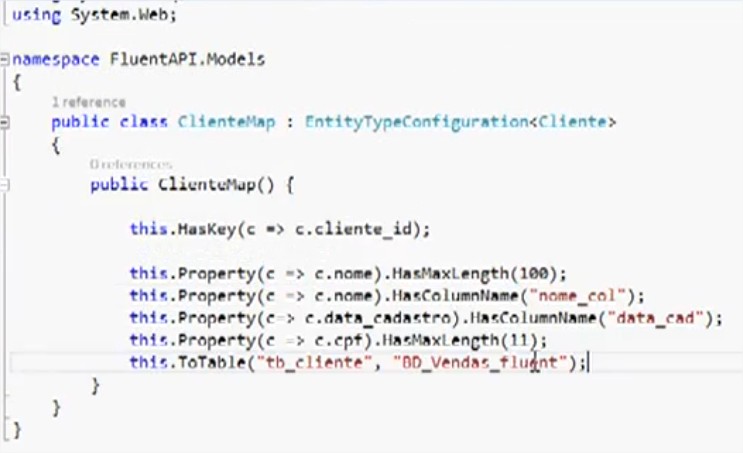 using System.Web;
namespace FluentAPI.Models
{
1 reference
public class ClienteMap : EntityTypeConfiguration<Cliente>
{
0 references
public ClienteMap() {
this.HasKey(c => c.cliente_id);
this.Property(c => c.nome).HasMaxLength(100);
this.Property(c => c.nome).HasColumnName("nome_col");
this.Property(c=> c.data_cadastro).HasColumnName("data_cad");
this.Property(c => c.cpf).HasMaxLength(11);
this.ToTable("tb_cliente", "BD_Vendas_fluent");
}
}
}